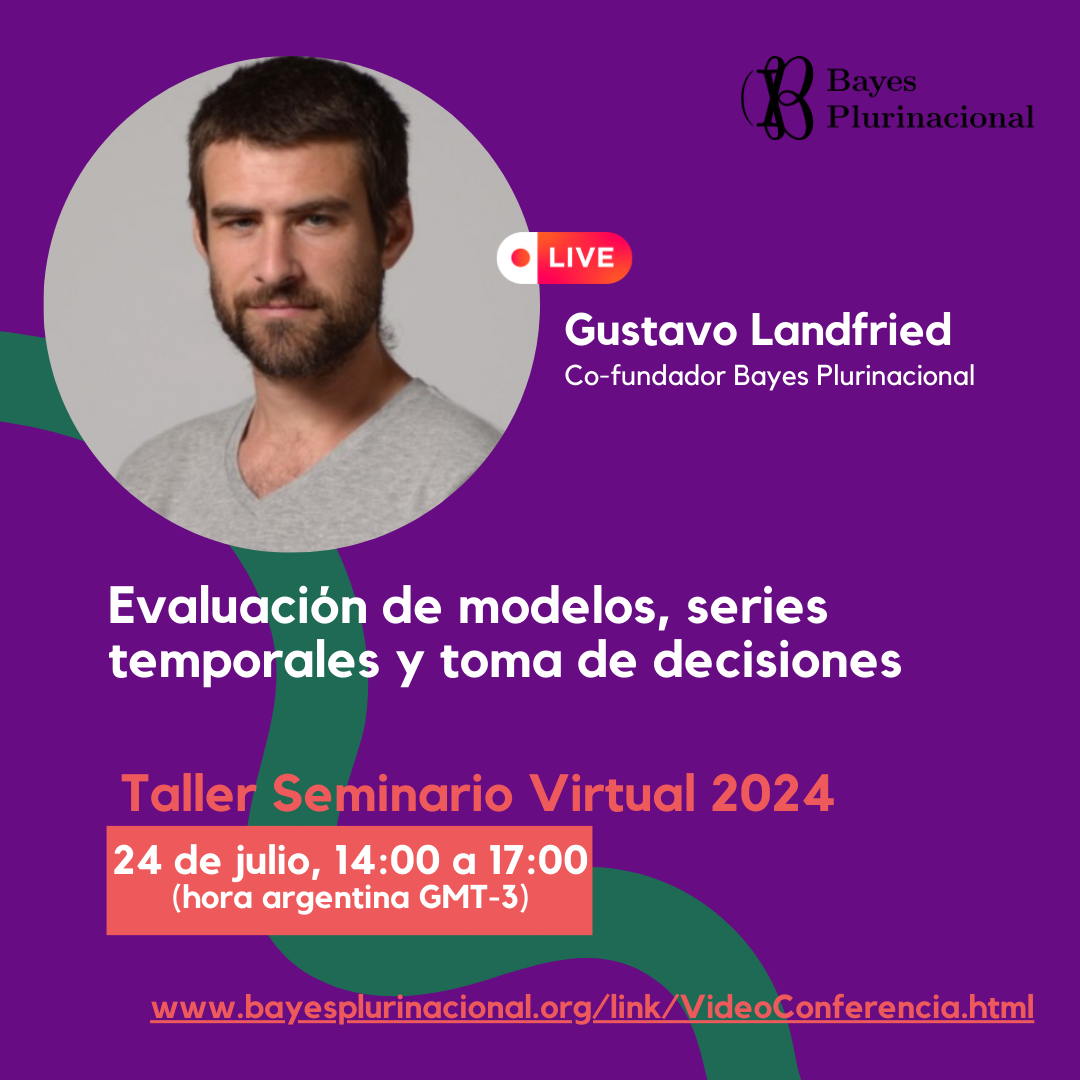 Bayes
Plurinacional
LIVE
Gustavo Landfried
Co-fundador Bayes Plurinacional
Evaluación de modelos, series
temporales y toma de decisiones
Taller Seminario Virtual 2024
24 de julio, 14:00 a 17:00
(hora argentina GMT-3)
www.bayesplurinacional.org/link/VideoConferencia.html